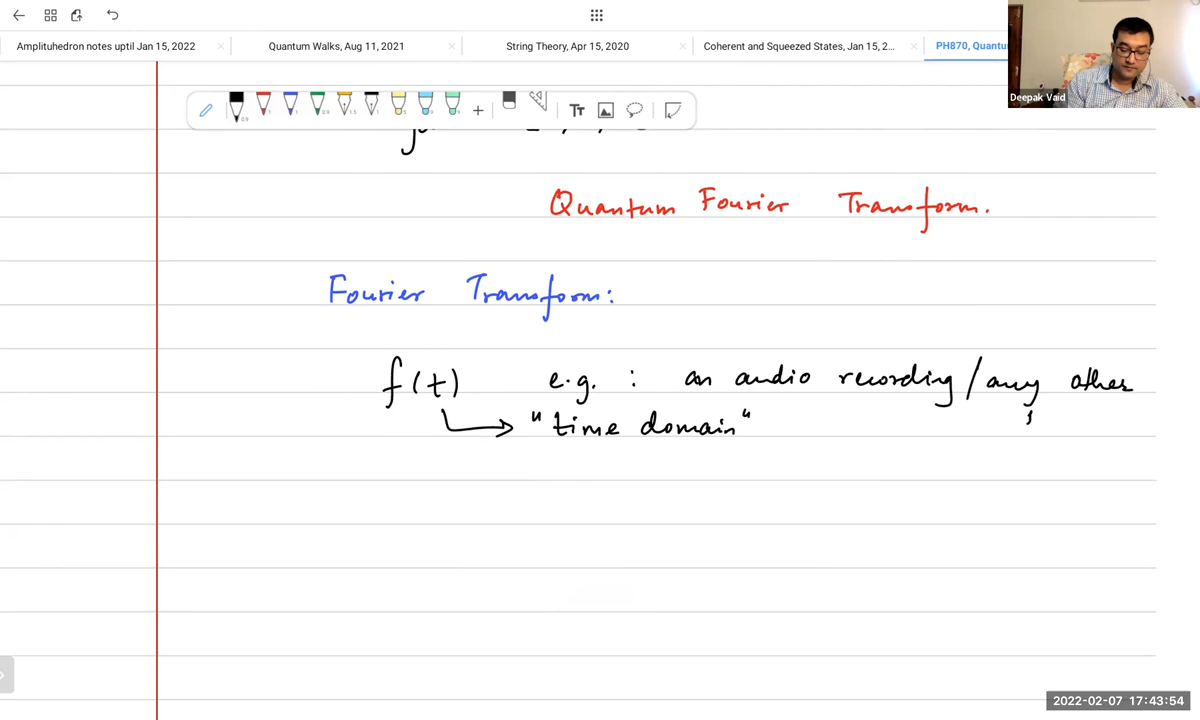 Amplituhedron notes uptil Jan 15, 2022
Quantum Walks, Aug 11, 2021
String Theory, Apr 15, 2020
Coherent and Squeezed States, Jan 15, 2...
PH870, Quantu
Deepak Vaid
Tт
Quantum Fourier Transform.
Fourier Transform:
f(t) e.g. : an audio recording/any other
"time domain"
2022-02-07 17:43:54